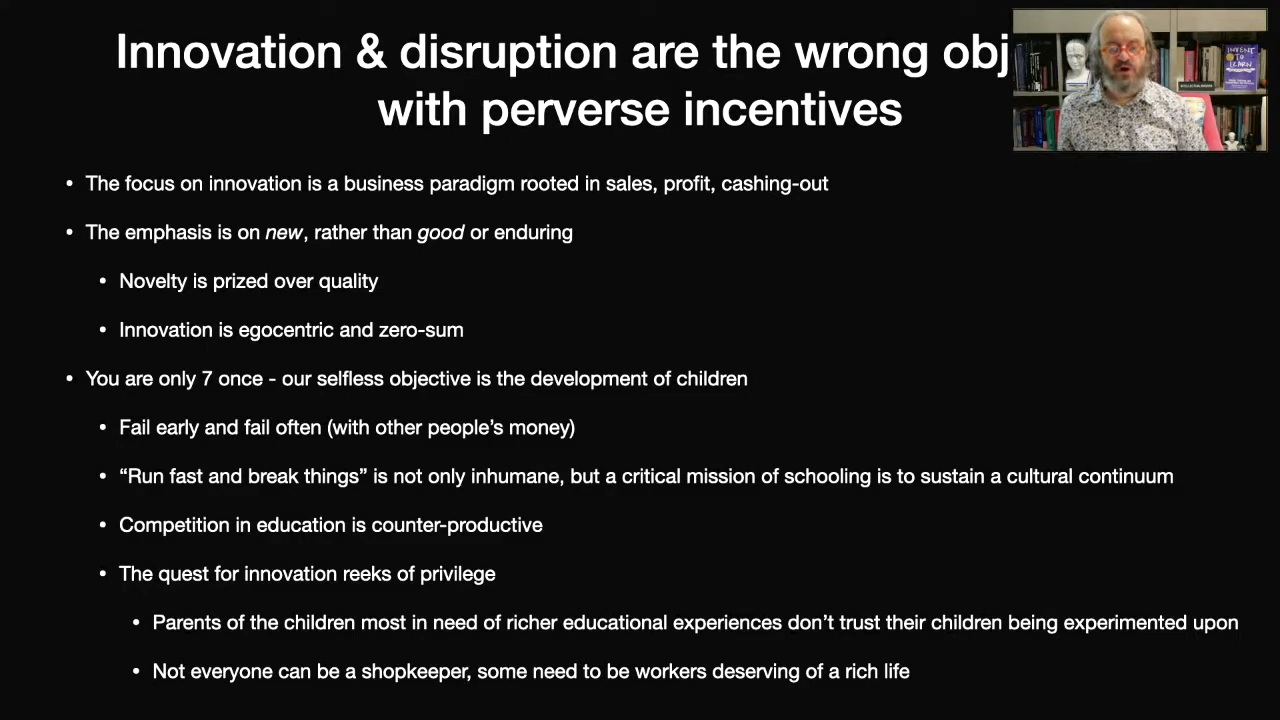 Innovation & disruption are the wrong obj
with perverse incentives
• The focus on innovation is a business paradigm rooted in sales, profit, cashing-out
• The emphasis is on new, rather than good or enduring
• Novelty is prized over quality
• Innovation is egocentric and zero-sum
• You are only 7 once - our selfless objective is the development of children
• Fail early and fail often (with other people’s money)
• “Run fast and break things” is not only inhumane, but a critical mission of schooling is to sustain a cultural continuum
• Competition in education is counter-productive
• The quest for innovation reeks of privilege
• Parents of the children most in need of richer educational experiences don’t trust their children being experimented upon
• Not everyone can be a shopkeeper, some need to be workers deserving of a rich life
INTENT
TO
LEARN